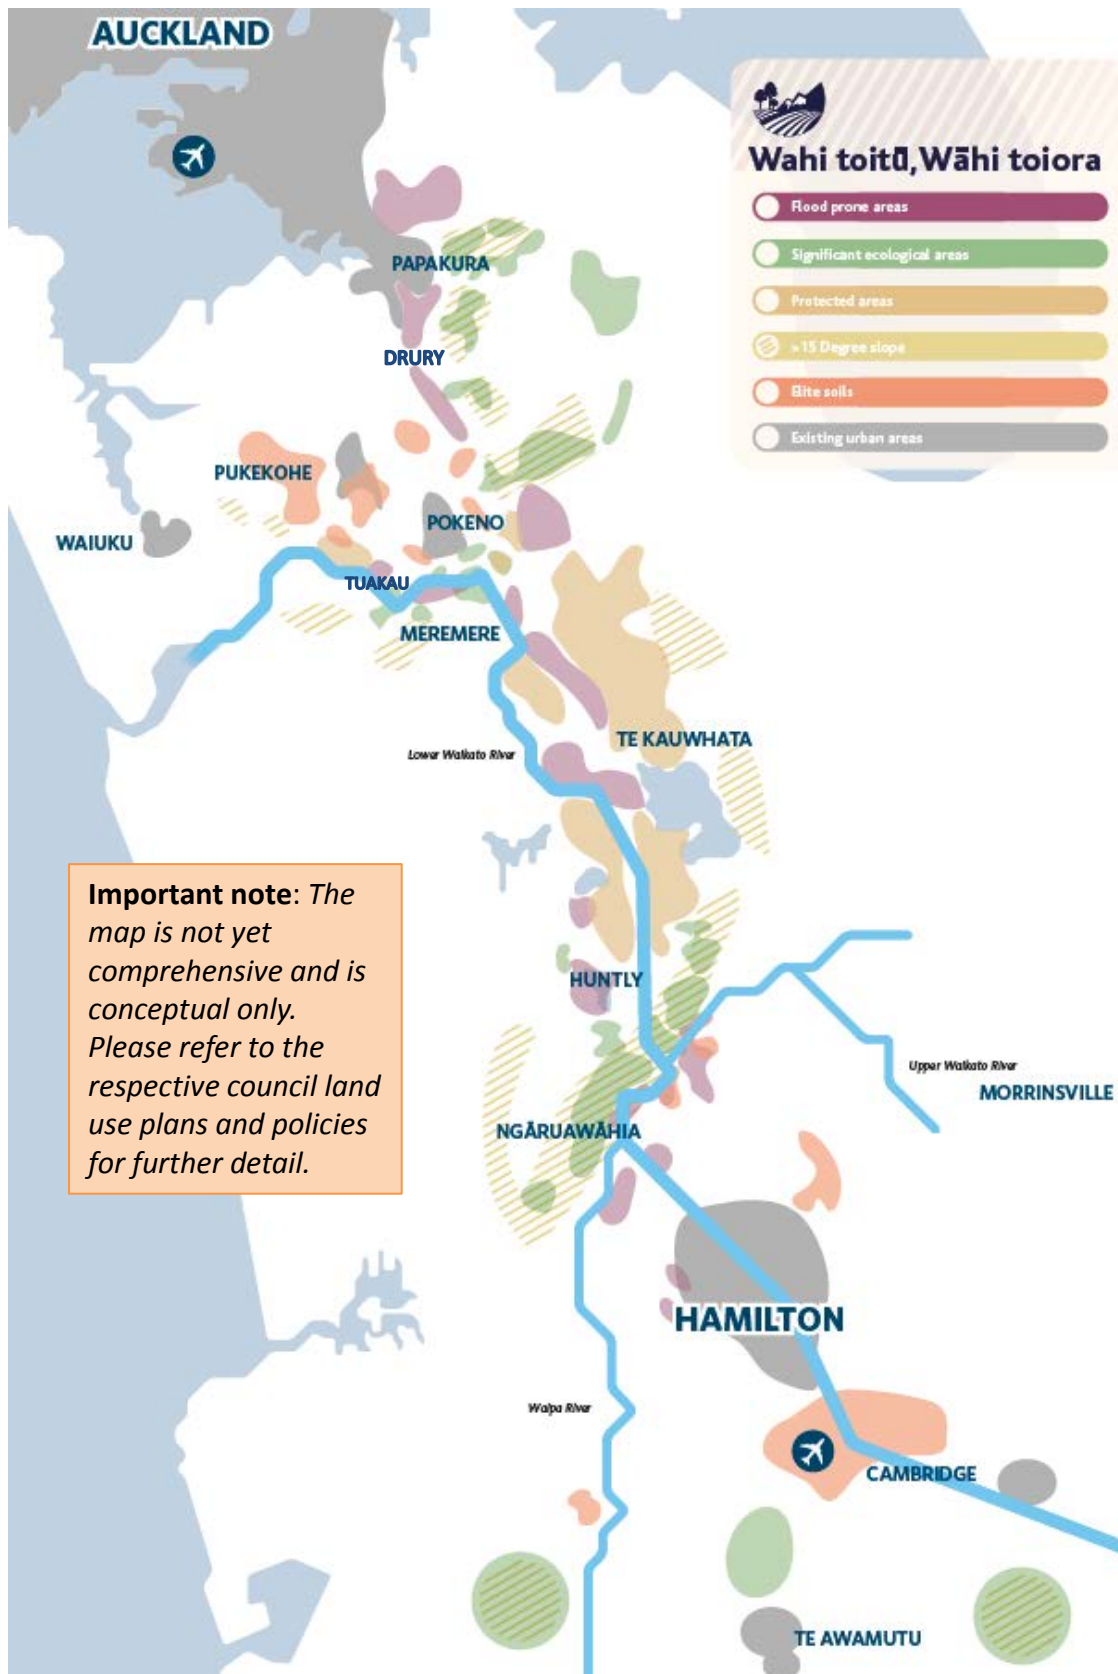 AUCKLAND
Wahi toitū, Wāhi toiora
Flood prone areas
Significant ecological areas
Protected areas
>15 Degree slope
Elite soils
Existing urban areas
PAPAKURA
DRURY
PUKEKOHE
POKENO
WAIUKU
TUAKAU
MEREMERE
TE KAUWHATA
Lower Waikato River
Important note: The
map is not yet
comprehensive and is
conceptual only.
Please refer to the
respective council land
use plans and policies
for further detail.
HUNTLY
Upper Waikato River
MORRINSVILLE
NGĀRUAWĀHIA
HAMILTON
Waipa River
CAMBRIDGE
TE AWAMUTU